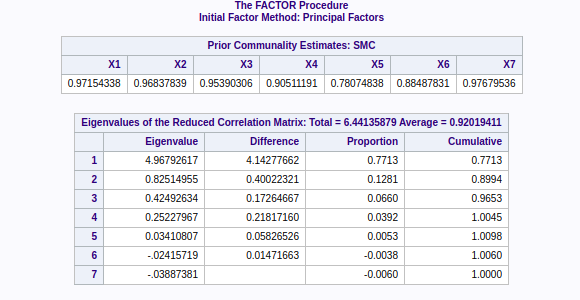 The FACTOR Procedure
Initial Factor Method: Principal Factors
Prior Communality Estimates: SMC
X1 X2 X3 X4 X5 X6 X7
0.97154338 0.96837839 0.95390306 0.90511191 0.78074838 0.88487831 0.97679536
Eigenvalues of the Reduced Correlation Matrix: Total = 6.44135879 Average = 0.92019411
Eigenvalue Difference Proportion Cumulative
1 4.96792617 4.14277662 0.7713 0.7713
2 0.82514955 0.40022321 0.1281 0.8994
3 0.42492634 0.17264667 0.0660 0.9653
4 0.25227967 0.21817160 0.0392 1.0045
5 0.03410807 0.05826526 0.0053 1.0098
6 -.02415719 0.01471663 -0.0038 1.0060
7 -.03887381 -0.0060 1.0000